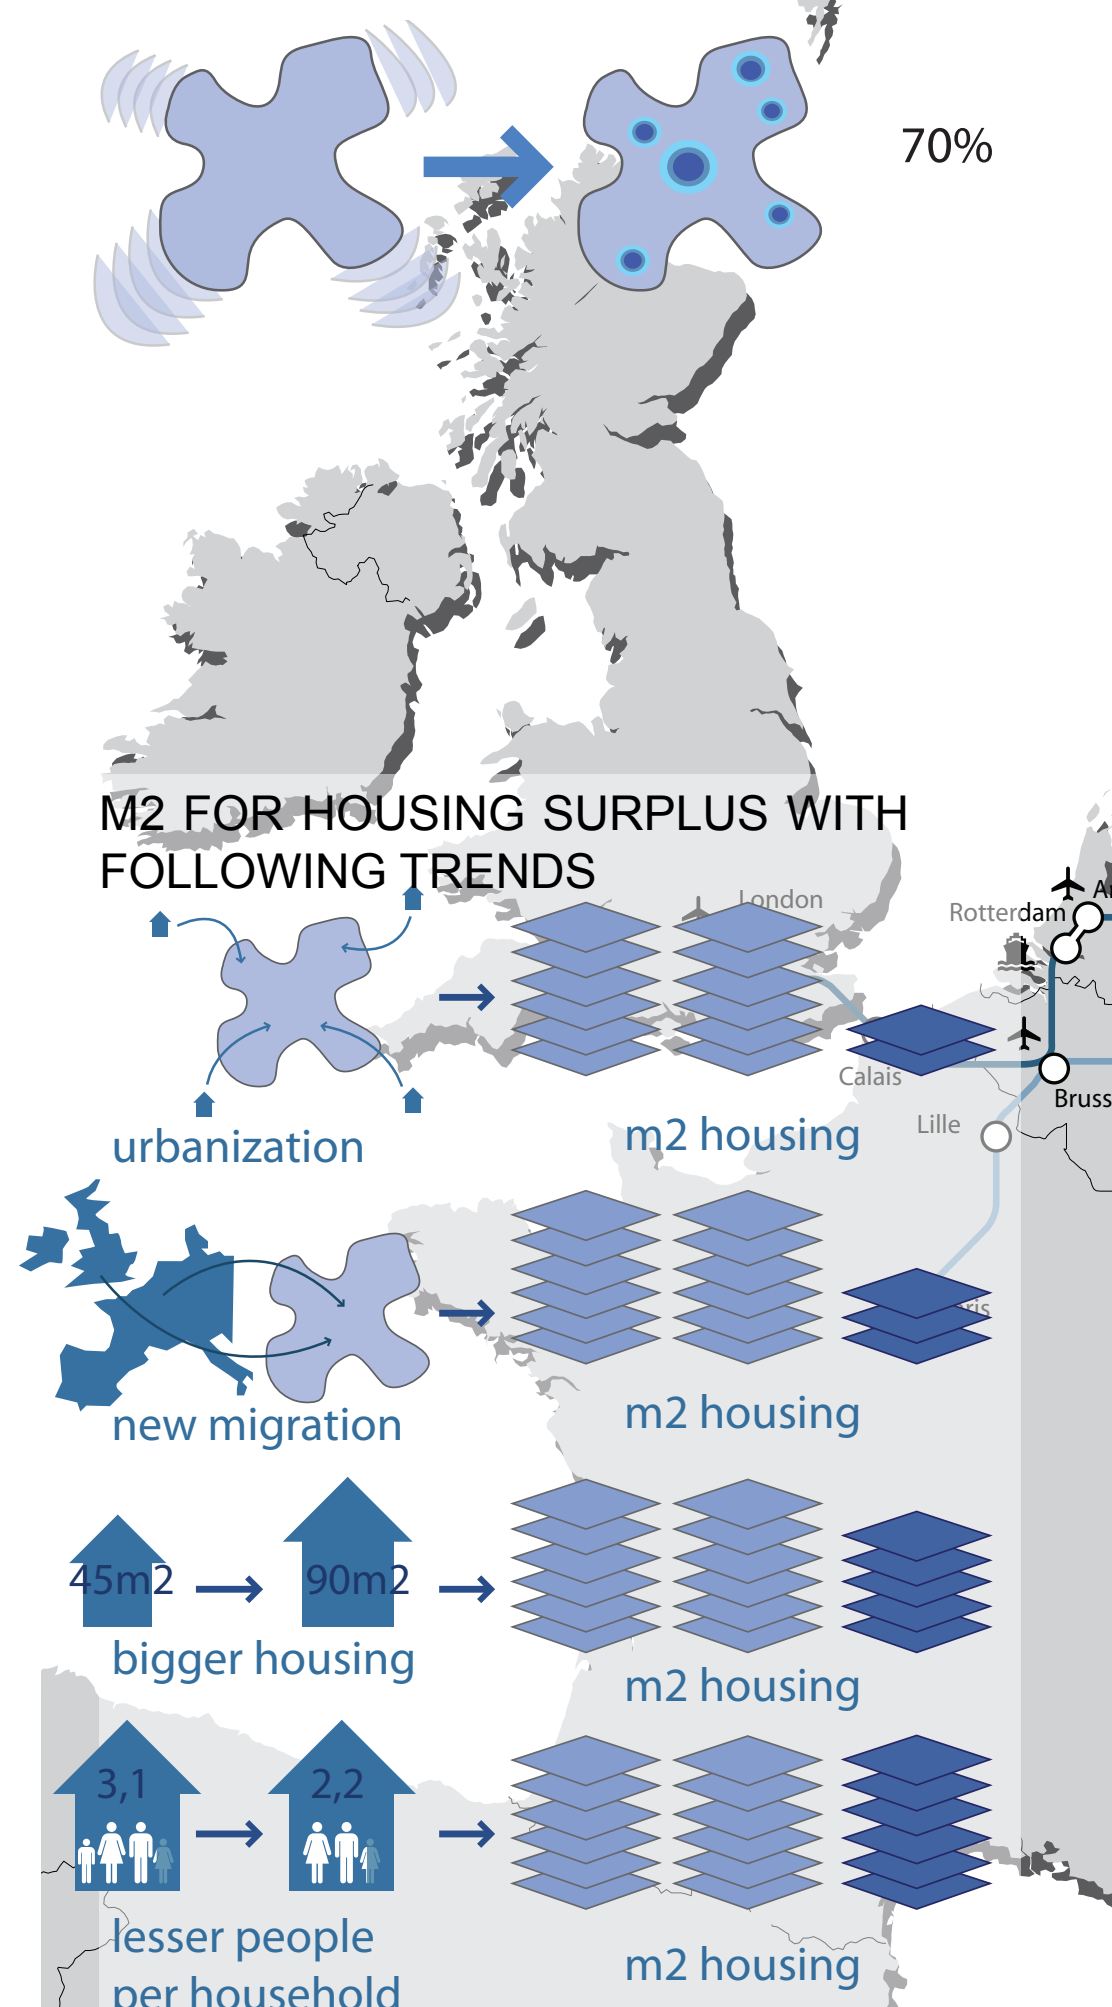 70%
M2 FOR HOUSING SURPLUS WITH
FOLLOWING TRENDS
London
Rotterdam
Calais
Lille
urbanization
m2 housing
new migration
m2 housing
45m2
90m2
bigger housing
m2 housing
3,1
2,2
lesser people
per household
m2 housing